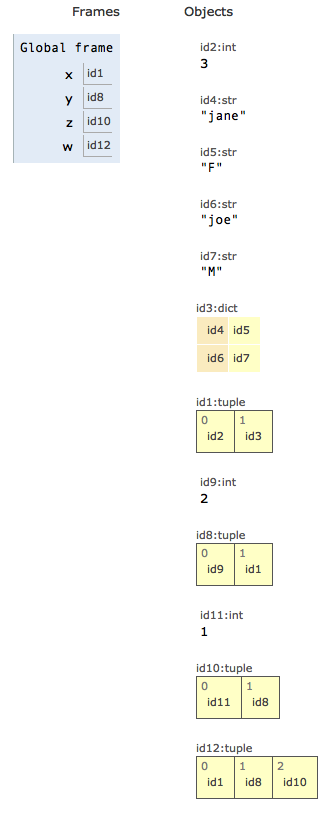 Frames Objects
Global frame
x id1
y id8
z id10
w id12
id2:int
3
id4:str
"jane"
id5:str
"F"
id6:str
"joe"
id7:str
"M"
id3:dict
id4 id5
id6 id7
id1:tuple
0 1
id2 id3
id9:int
2
id8:tuple
0 1
id9 id1
id11:int
1
id10:tuple
0 1
id11 id8
id12:tuple
0 1 2
id1 id8 id10